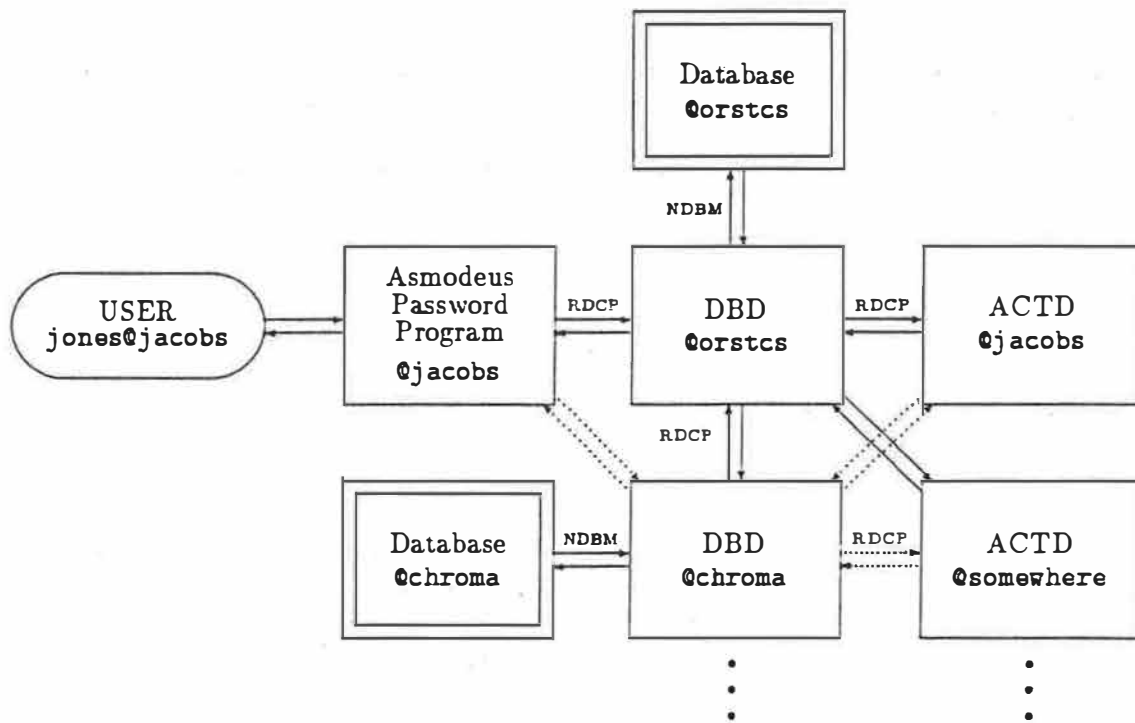 Database
@orstcs
NDBM
USER
jones@jacobs
Asmodeus
Password
Program
@jacobs
RDCP
DBD
@orstcs
RDCP
ACTD
@jacobs
RDCP
Database
@chroma
NDBM
DBD
@chroma
RDCP
ACTD
@somewhere